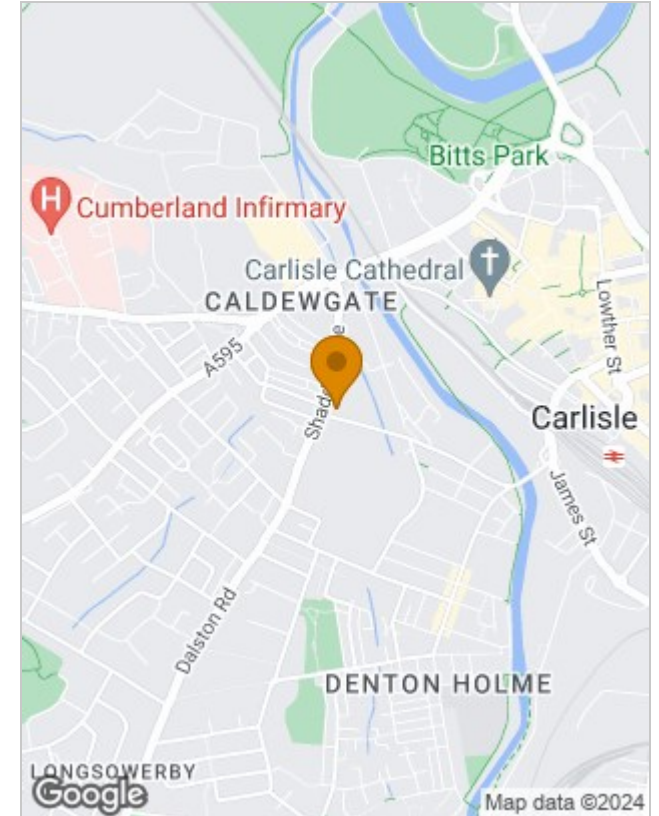 Bitts Park
H
Cumberland Infirmary
Carlisle Cathedral
CALDEWGATE
Lowther St
A595
Carlisle
James St
Dalston Rd
DENTON HOLME
LONGSOWERBY
Google
Map data ©2024